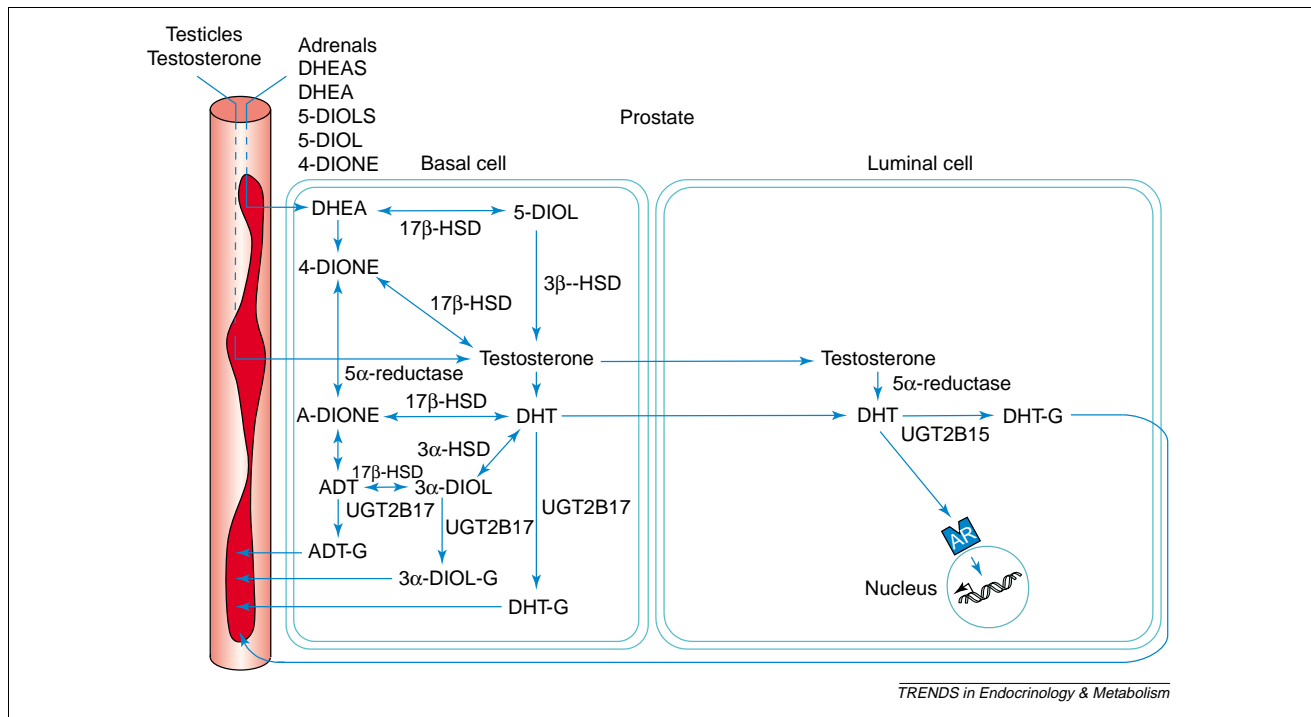 Testicles
Testosterone
Adrenals
DHEAS
DHEA
5-DIOLS
5-DIOL
4-DIONE
Prostate
Basal cell
Luminal cell
DHEA
17β-HSD
5-DIOL
4-DIONE
17β-HSD
3β--HSD
Testosterone
5α-reductase
A-DIONE
17β-HSD
DHT
3α-HSD
ADT
17β-HSD
3α-DIOL
UGT2B17
UGT2B17
UGT2B17
ADT-G
3α-DIOL-G
DHT-G
Testosterone
5α-reductase
DHT
UGT2B15
DHT-G
AR
Nucleus
TRENDS in Endocrinology & Metabolism